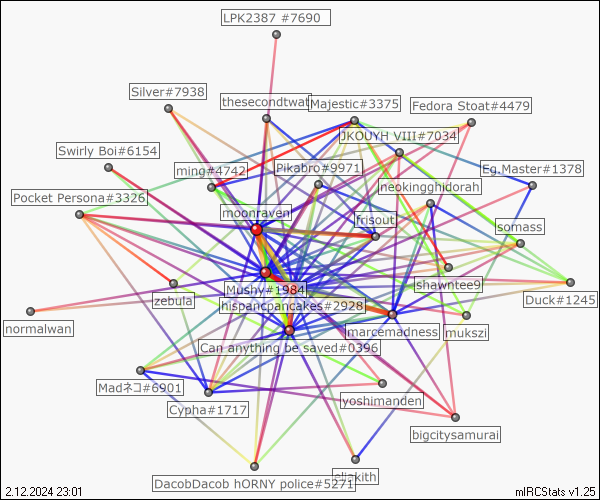 LPK2387 #7690
Silver#7938
thesecondtwat
Majestic#3375
Fedora Stoat#4479
JKOUYH VIII#7034
Swirly Boi#6154
ming#4742
Pikabro#9971
Eg.Master#1378
Pocket Persona#3326
neokingghidorah
moonraven
frisout
somass
Mushy#1984
shawntee9
zebula
hispancpancakes#2928
Duck#1245
normalwan
marcemadness
mukszi
Can anything be saved#0396
Madネコ#6901
Cypha#1717
yoshimanden
bigcitysamurai
DacobDacob hORNY police#5271
2.12.2024 23:01
mIRCStats v1.25